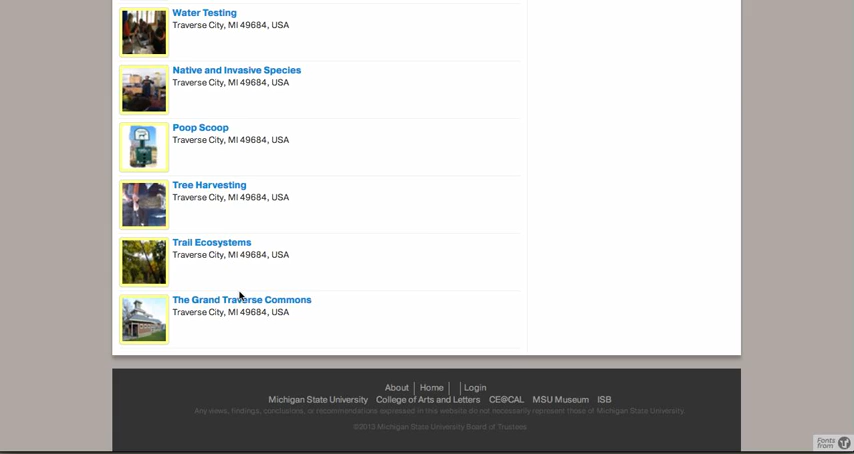 Water Testing
Traverse City, MI 49684, USA
Native and Invasive Species
Traverse City, MI 49684, USA
Poop Scoop
Traverse City, MI 49684, USA
Tree Harvesting
Traverse City, MI 49684, USA
Trail Ecosystems
Traverse City, MI 49684, USA
The Grand Traverse Commons
Traverse City, MI 49684, USA
About Home Login
Michigan State University College of Arts and Letters CE@CAL MSU Museum ISB
Any views, findings, conclusions, or recommendations expressed in this website do not necessarily represent those of Michigan State University.
©2013 Michigan State University Board of Trustees
Fonts
from